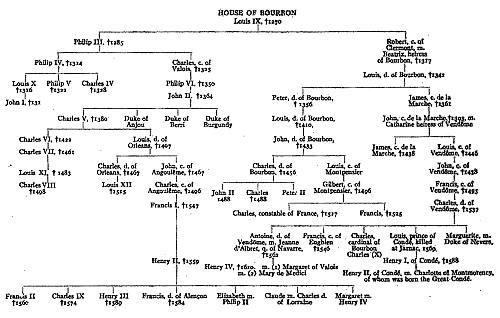 HOUSE OF BOURBON
Louis IX, †1270
Philip III, †1285
Robert, c. of
Clermont, m.
Beatrix, heiress
of Bourbon, †1317
Philip IV, †1314
Charles, c. of
Valois, †1325
Louis, d. of Bourbon, †1342
Louis X
†1316
Philip V
†1322
Charles IV
†1328
Philip VI, †1350
John I, †131
John II, †1364
Peter, d. of Bourbon,
†1356
James, c. de la
Marche, †1362
Charles V, †1380
Duke of
Anjou
Duke of
Berri
Duke of
Burgundy
Louis, d. of Bourbon,
†1410,
John, c. de la Marche, †1393, m.
Catharine heiress of Vendôme
Charles VI, †1422
Louis, d. of
Orleans, †1407
John, d. of Bourbon,
†1433
James, c. de la
Marche, †1438
Louis, c. of
Vendôme, †1446
Charles VII, †1461
Charles, d. of
Orleans, †1467
John, c. of
Angoulême, †1467
Charles, d. of
Bourbon, †1456
Louis, c. of
Montpensier,
John, c. of
Vendôme, †1478
Louis XI, † 1483
Charles VIII
†1498
Louis XII
†1515
Charles, c. of
Angoulême, †1496
John II
1488
Charles
†1488
Peter II
Gilbert, c. of
Montpensier, †1496
Francis, c. of
Vendôme, †1495
Francis I, †1547
Charles, constable of France, †1527
Francis, †1525
Charles, d. of
Vendôme, †1537
Antoine, d. of
Vendôme, m. Jeanne
d'Albret, q. of Navarre,
†1562
Francis, c. of
Enghien
†1546
Charles,
cardinal of
Bourbon
Charles (X)
Louis, prince of
Condé, killed
at Jarnac, 1569,
Marguerite, m.
Duke of Nevers,
Henry II, †1559
Henry IV, †1610. m. (1) Margaret of Valois
m. (2) Mary de Medici
Henry I, of Condé, †1588
Henry II, of Condé, m. Charlotte of Montmorency,
of whom was born the Great Condé.
Francis II
†1560
Charles IX
†1574
Henry III
†1589
Francis, d. of Alençon
†1584
Elizabeth m.
Philip II
Claude m. Charles d.
of Lorraine
Margaret m.
Henry IV